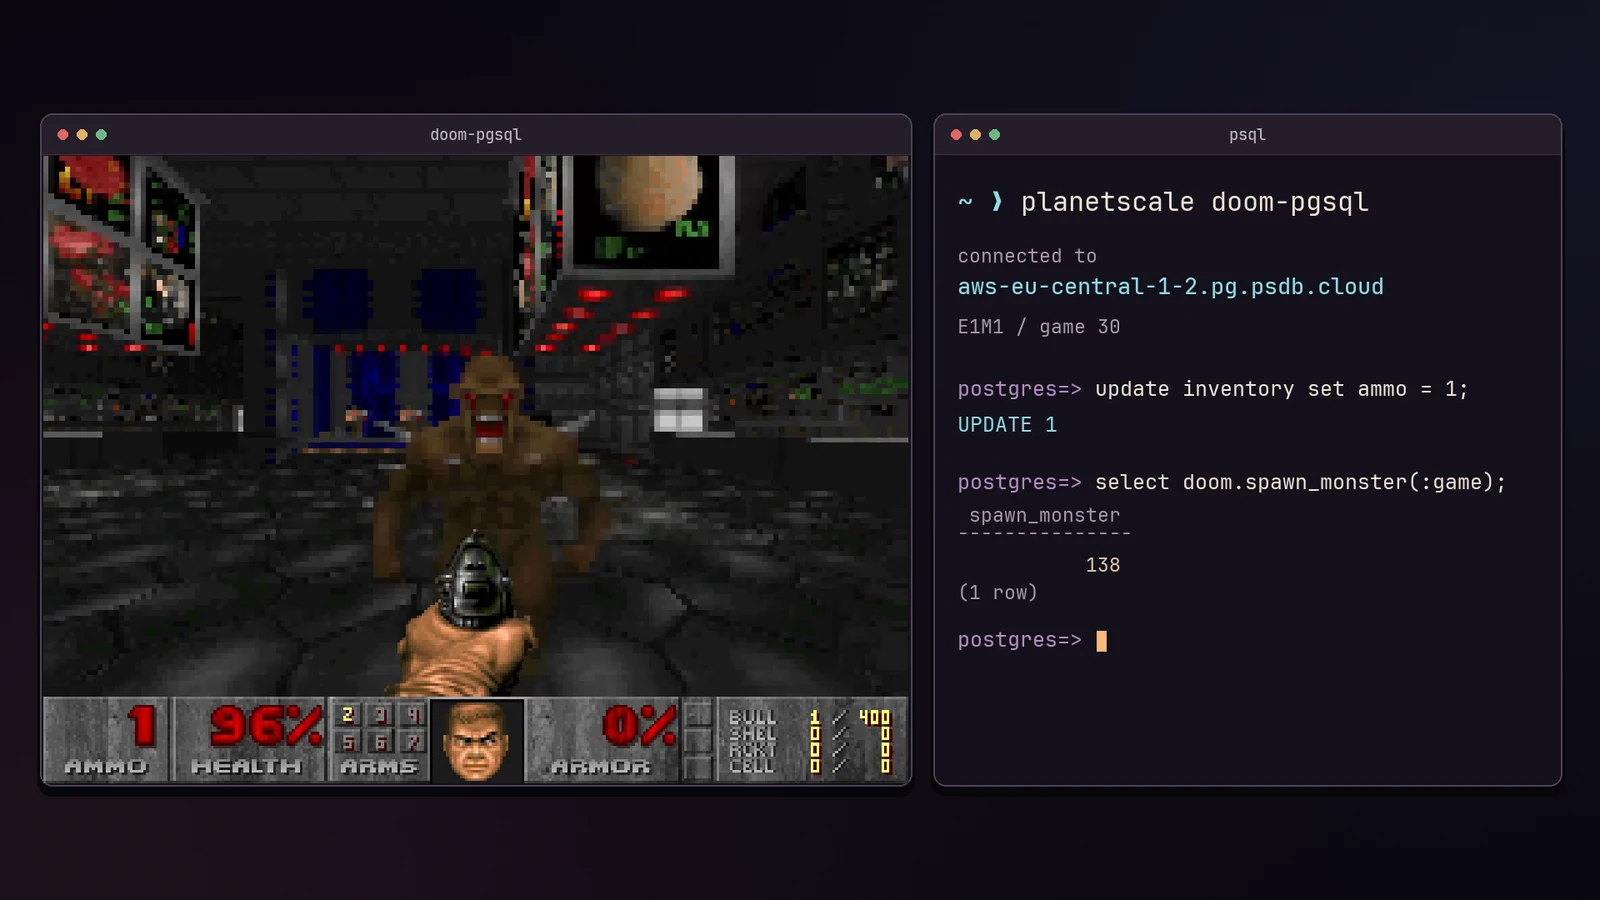 doom-pgsql
1 96% 2 3 4 0% BULL 1 / 400
5 6 7 SHEL 0 / 0
RCKT 0 / 0
AMMO HEALTH ARMS ARMOR CELL 0 / 0
psql
~ ❯ planetscale doom-pgsql
connected to
aws-eu-central-1-2.pg.psdb.cloud
E1M1 / game 30
postgres=> update inventory set ammo = 1;
UPDATE 1
postgres=> select doom.spawn_monster(:game);
spawn_monster
---------------
138
(1 row)
postgres=>